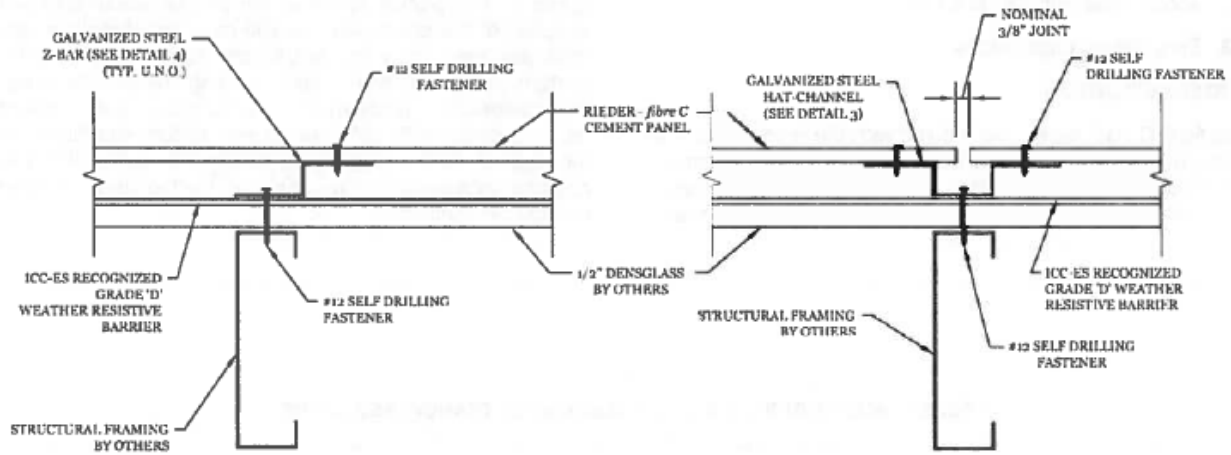 GALVANIZED STEEL
Z-BAR (SEE DETAIL 4)
(TYP. U.N.O.)
#12 SELF DRILLING
FASTENER
RIEDER - fibre C
CEMENT PANEL
ICC-ES RECOGNIZED
GRADE 'D'
WEATHER RESISTIVE
BARRIER
#12 SELF DRILLING
FASTENER
1/2" DENSGLASS
BY OTHERS
STRUCTURAL FRAMING
BY OTHERS
NOMINAL
3/8" JOINT
#12 SELF
DRILLING FASTENER
GALVANIZED STEEL
HAT-CHANNEL
(SEE DETAIL 3)
ICC-ES RECOGNIZED
GRADE 'D' WEATHER
RESISTIVE BARRIER
STRUCTURAL FRAMING
BY OTHERS
#12 SELF DRILLING
FASTENER